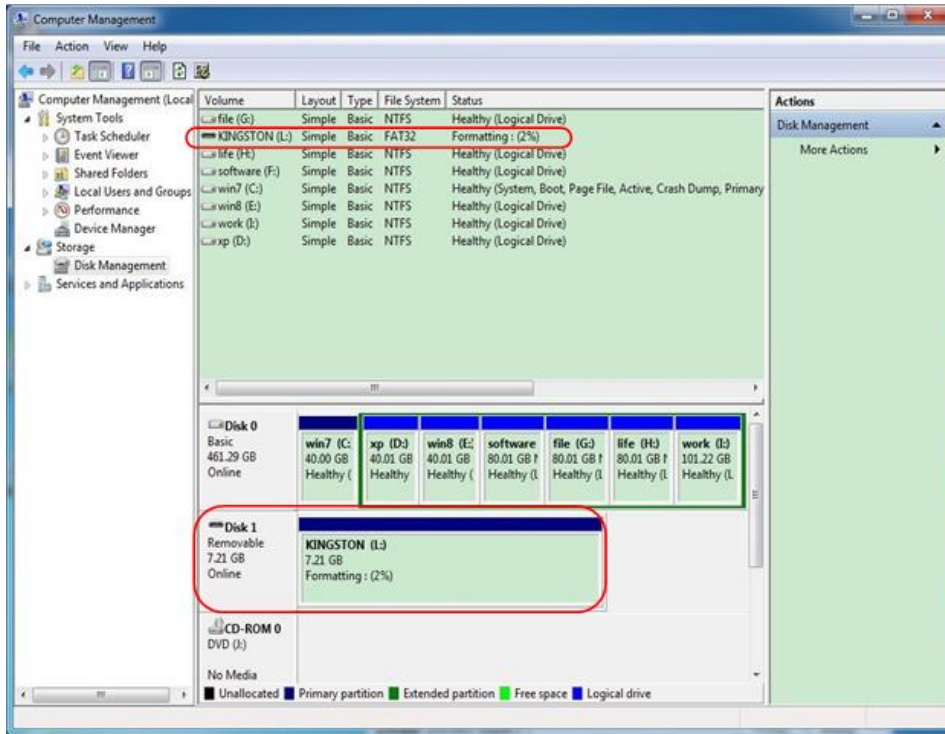 Computer Management
File Action View Help
Computer Management (Local
System Tools
Task Scheduler
Event Viewer
Shared Folders
Local Users and Groups
Performance
Device Manager
Storage
Disk Management
Services and Applications
Volume Layout Type File System Status
file (G:) Simple Basic NTFS Healthy (Logical Drive)
KINGSTON (L:) Simple Basic FAT32 Formatting : (2%)
life (H:) Simple Basic NTFS Healthy (Logical Drive)
software (F:) Simple Basic NTFS Healthy (Logical Drive)
win7 (C:) Simple Basic NTFS Healthy (System, Boot, Page File, Active, Crash Dump, Primary
win8 (E:) Simple Basic NTFS Healthy (Logical Drive)
work (I:) Simple Basic NTFS Healthy (Logical Drive)
xp (D:) Simple Basic NTFS Healthy (Logical Drive)
Actions
Disk Management
More Actions
Disk 0
Basic
461.29 GB
Online
win7 (C: xp (D:) win8 (E: software file (G:) life (H:) work (I:)
40.00 GB 40.01 GB 40.01 GB 80.01 GB 80.01 GB 80.01 GB 101.22 GB
Healthy ( Healthy Healthy ( Healthy (L Healthy (L Healthy (L Healthy (L
Disk 1
Removable
7.21 GB
Online
KINGSTON (L:)
7.21 GB
Formatting : (2%)
CD-ROM 0
DVD (J:)
No Media
Unallocated Primary partition Extended partition Free space Logical drive